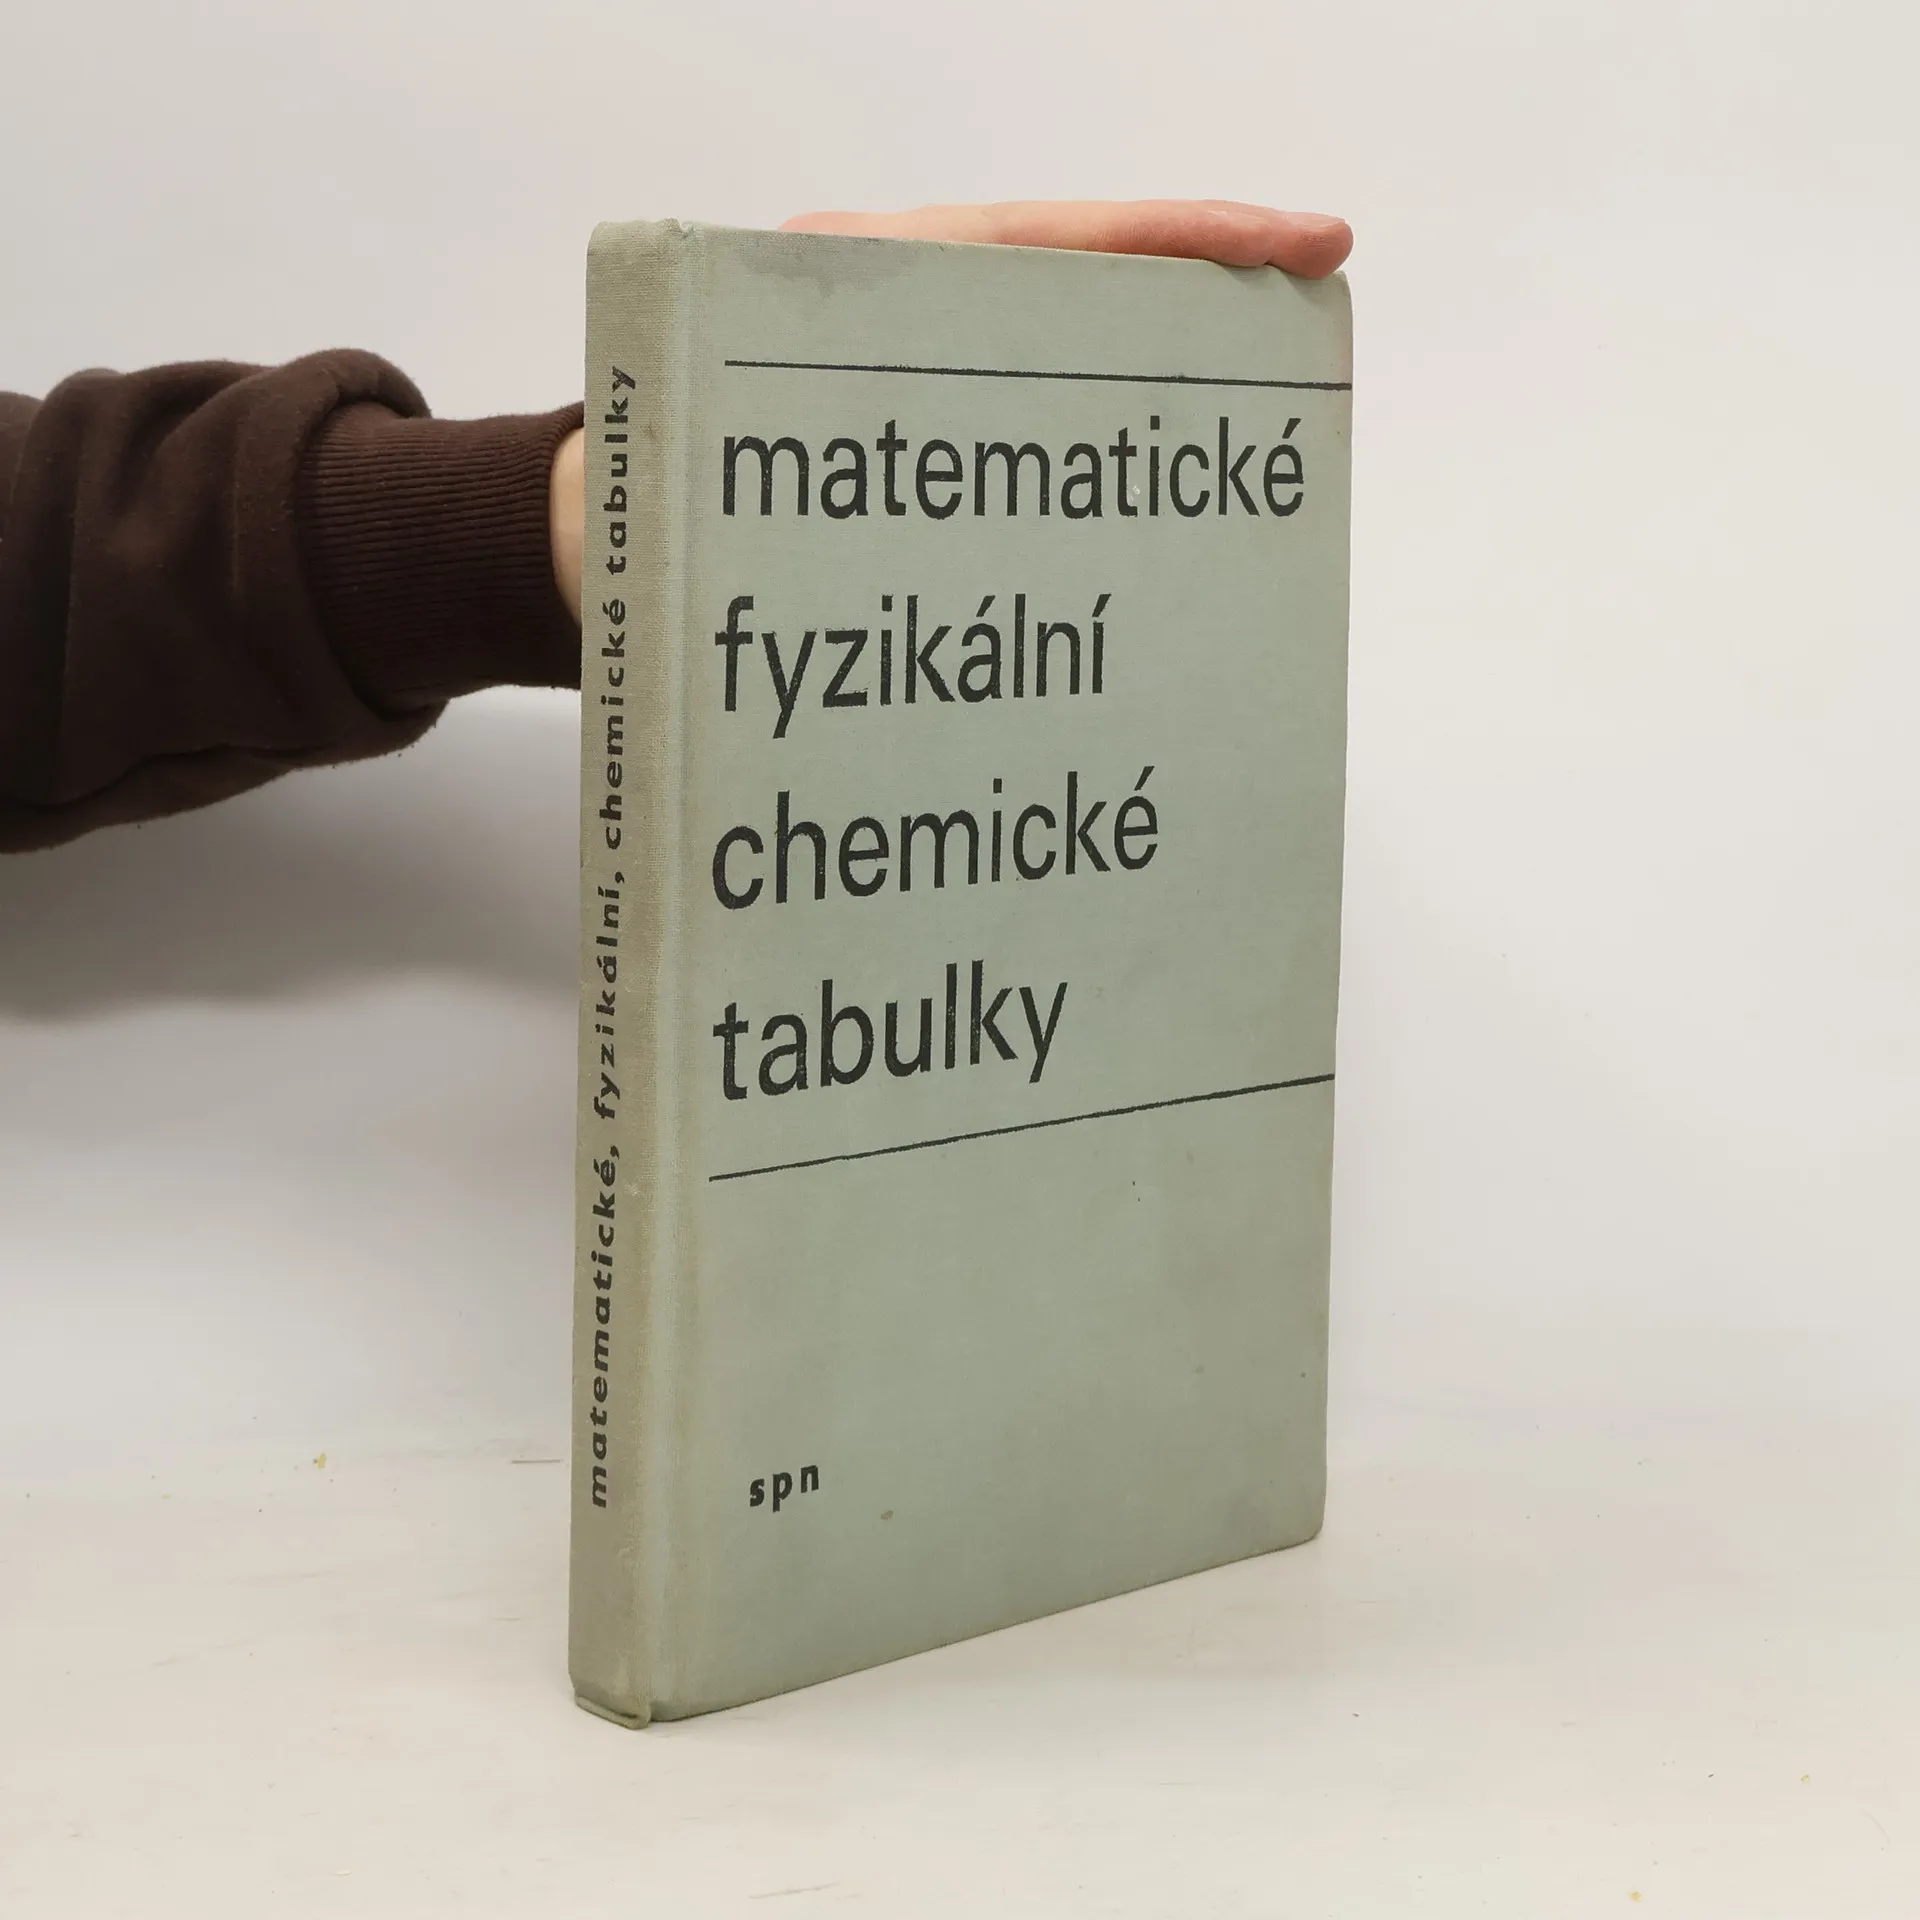 matematické, fyzikální, chemické tabulky
matematické
fyzikální
chemické
tabulky
spn